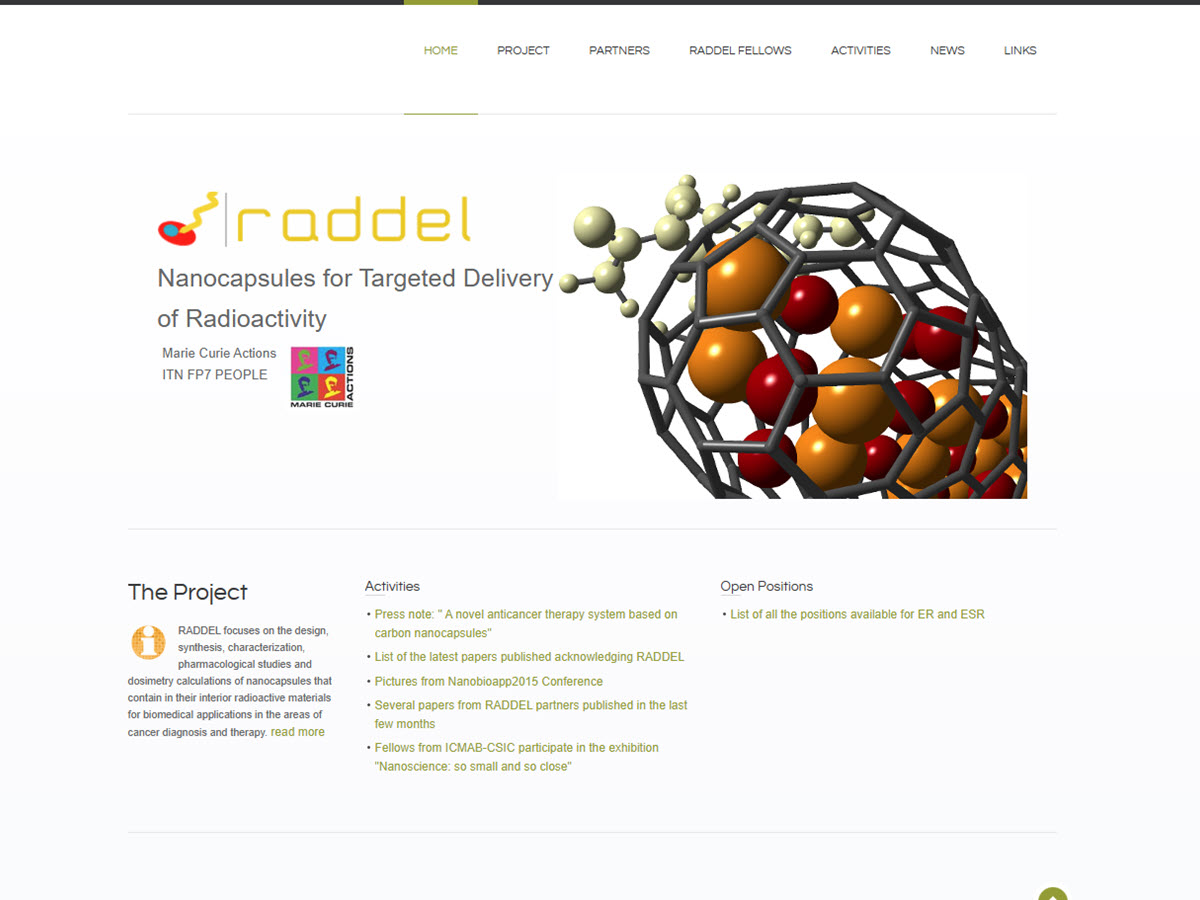 HOME
PROJECT
PARTNERS
RADDEL FELLOWS
ACTIVITIES
NEWS
LINKS
raddel
Nanocapsules for Targeted Delivery
of Radioactivity
Marie Curie Actions
ITN FP7 PEOPLE
MARIE CURIE
ACTIONS
The Project
RADDEL focuses on the design,
synthesis, characterization,
pharmacological studies and
dosimetry calculations of nanocapsules that
contain in their interior radioactive materials
for biomedical applications in the areas of
cancer diagnosis and therapy. read more
Activities
• Press note: " A novel anticancer therapy system based on
carbon nanocapsules"
• List of the latest papers published acknowledging RADDEL
• Pictures from Nanobioapp2015 Conference
• Several papers from RADDEL partners published in the last
few months
• Fellows from ICMAB-CSIC participate in the exhibition
"Nanoscience: so small and so close"
Open Positions
• List of all the positions available for ER and ESR